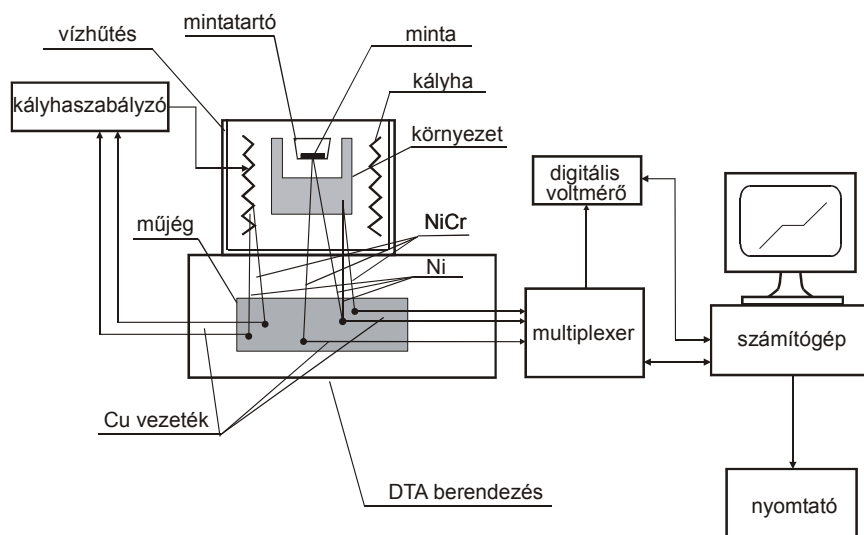 mintatartó
vízhűtés
minta
kályhaszabályzó
kályha
környezet
digitális
voltmérő
műjég
NiCr
Ni
multiplexer
számítógép
Cu vezeték
DTA berendezés
nyomtató